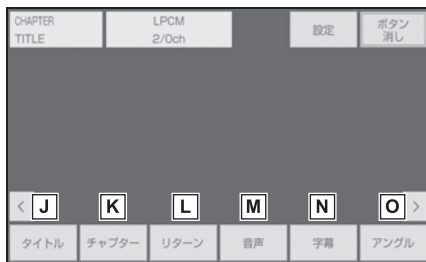 CHAPTER
TITLE
LPCM
2/0ch
設定
ボタン
消し
< J K L M N O >
タイトル チャプター リターン 音声 字幕 アングル